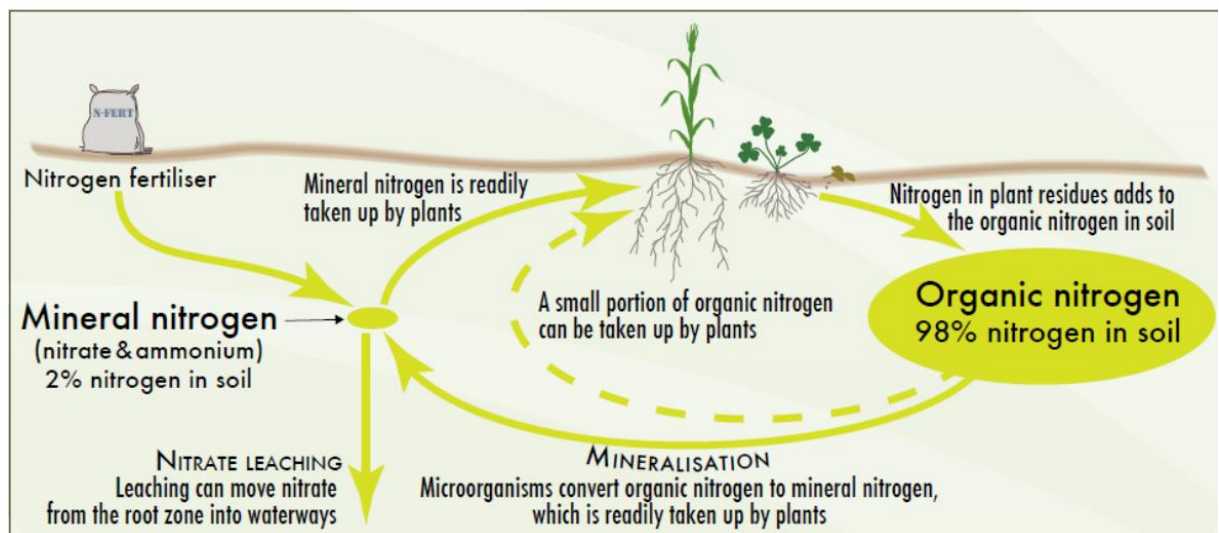 N-FERT
Nitrogen fertiliser
Mineral nitrogen is readily
taken up by plants
Nitrogen in plant residues adds to
the organic nitrogen in soil
A small portion of organic nitrogen
can be taken up by plants
Organic nitrogen
98% nitrogen in soil
Mineral nitrogen
(nitrate & ammonium)
2% nitrogen in soil
NITRATE LEACHING
Leaching can move nitrate
from the root zone into waterways
MINERALISATION
Microorganisms convert organic nitrogen to mineral nitrogen,
which is readily taken up by plants